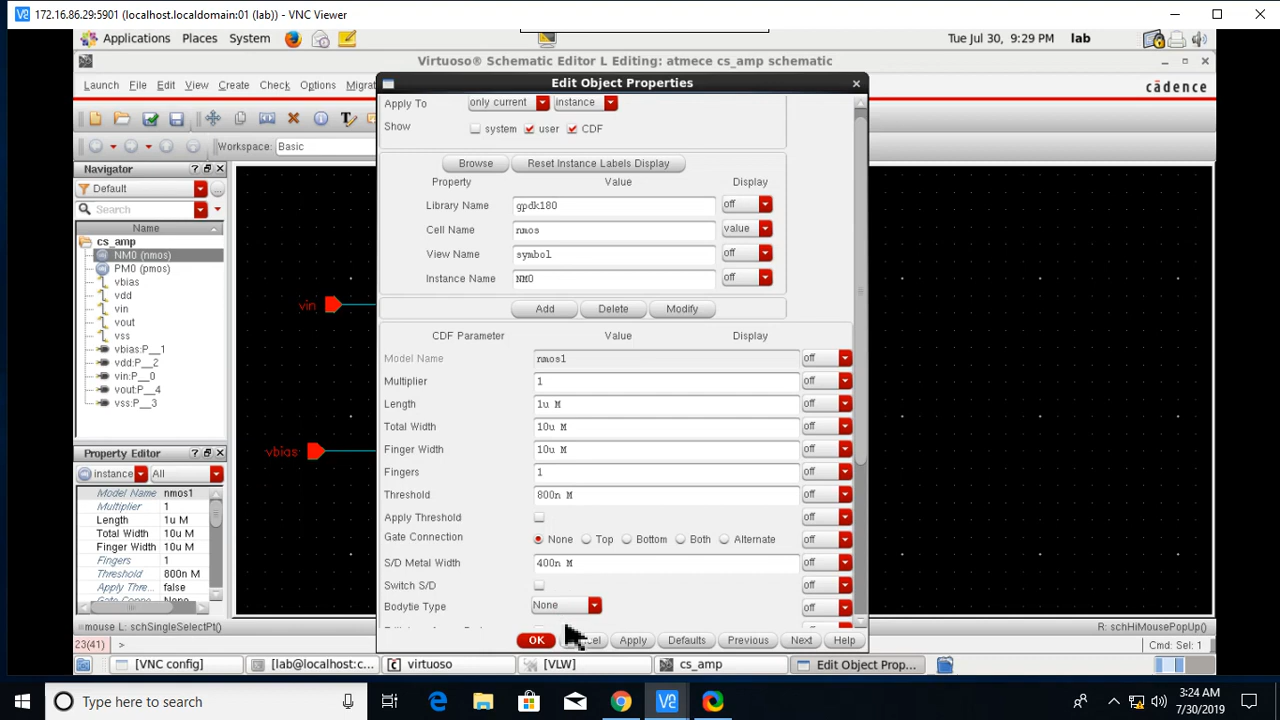 172.16.86.29:5901 (localhost.localdomain:01 (lab)) - VNC Viewer
Applications Places System
Tue Jul 30, 9:29 PM lab
Virtuoso® Schematic Editor L Editing: atmece cs_amp schematic
Launch File Edit View Create Check Options Migrat
cādence
Workspace: Basic
Navigator
Default
Search
Name
cs_amp
NM0 (nmos)
PM0 (pmos)
vbias
vdd
vin
vout
vss
vbias:P__1
vdd:P__2
vin:P__0
vout:P__4
vss:P__3
Property Editor
instance All
Model Name nmos1
Multiplier 1
Length 1u M
Total Width 10u M
Finger Width 10u M
Fingers 1
Threshold 800n M
Apply Thre... false
vin
vbias
Edit Object Properties
Apply To only current instance
Show system user CDF
Browse Reset Instance Labels Display
Property Value Display
Library Name gpdk180 off
Cell Name nmos value
View Name symbol off
Instance Name NM0 off
Add Delete Modify
CDF Parameter Value Display
Model Name nmos1 off
Multiplier 1 off
Length 1u M off
Total Width 10u M off
Finger Width 10u M off
Fingers 1 off
Threshold 800n M off
Apply Threshold off
Gate Connection None Top Bottom Both Alternate off
S/D Metal Width 400n M off
Switch S/D off
Bodytie Type None off
OK Apply Defaults Previous Next Help
mouse L: schSingleSelectPt()
R: schHiMousePopUp()
23(41) >
Cmd: Sel: 1
[VNC config] [lab@localhost:c... virtuoso [VLW] cs_amp Edit Object Prop...
Type here to search
3:24 AM
7/30/2019